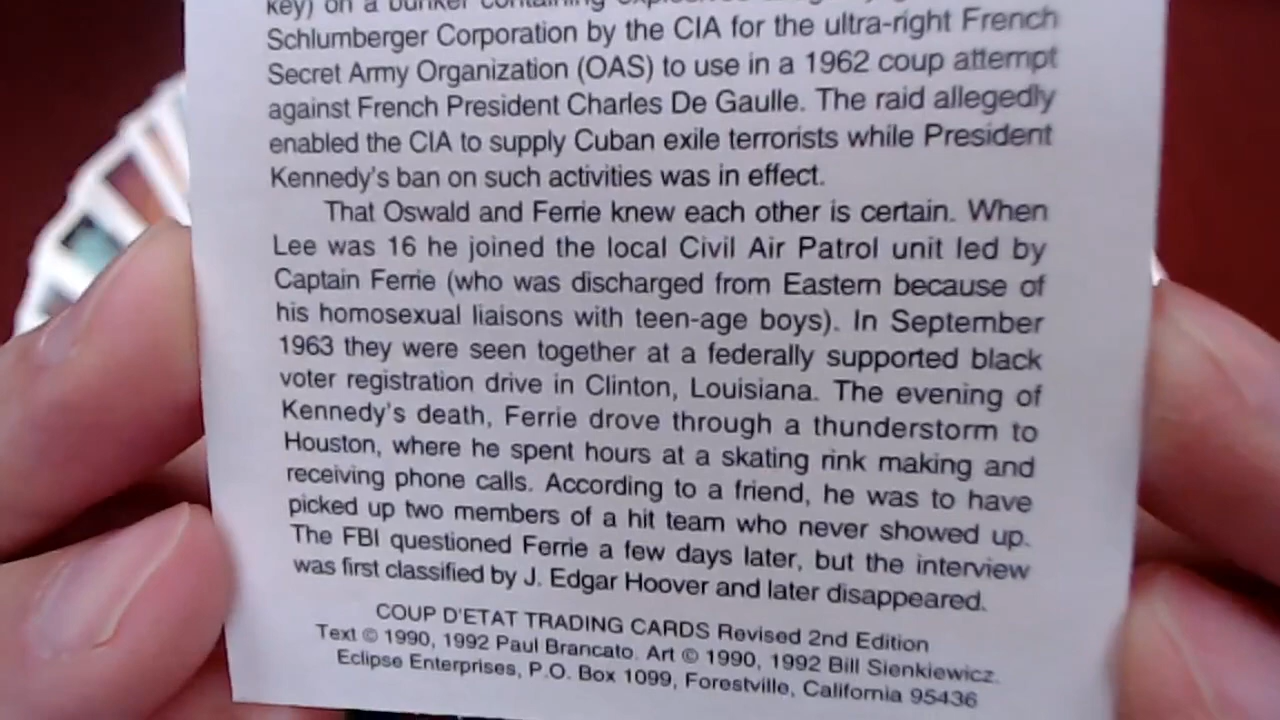 key) on a bunker containing
Schlumberger Corporation by the CIA for the ultra-right French
Secret Army Organization (OAS) to use in a 1962 coup attempt
against French President Charles De Gaulle. The raid allegedly
enabled the CIA to supply Cuban exile terrorists while President
Kennedy's ban on such activities was in effect.
That Oswald and Ferrie knew each other is certain. When
Lee was 16 he joined the local Civil Air Patrol unit led by
Captain Ferrie (who was discharged from Eastern because of
his homosexual liaisons with teen-age boys). In September
1963 they were seen together at a federally supported black
voter registration drive in Clinton, Louisiana. The evening of
Kennedy's death, Ferrie drove through a thunderstorm to
Houston, where he spent hours at a skating rink making and
receiving phone calls. According to a friend, he was to have
picked up two members of a hit team who never showed up.
The FBI questioned Ferrie a few days later, but the interview
was first classified by J. Edgar Hoover and later disappeared.
COUP D'ETAT TRADING CARDS Revised 2nd Edition
Text © 1990, 1992 Paul Brancato. Art © 1990, 1992 Bill Sienkiewicz.
Eclipse Enterprises, P.O. Box 1099, Forestville, California 95436